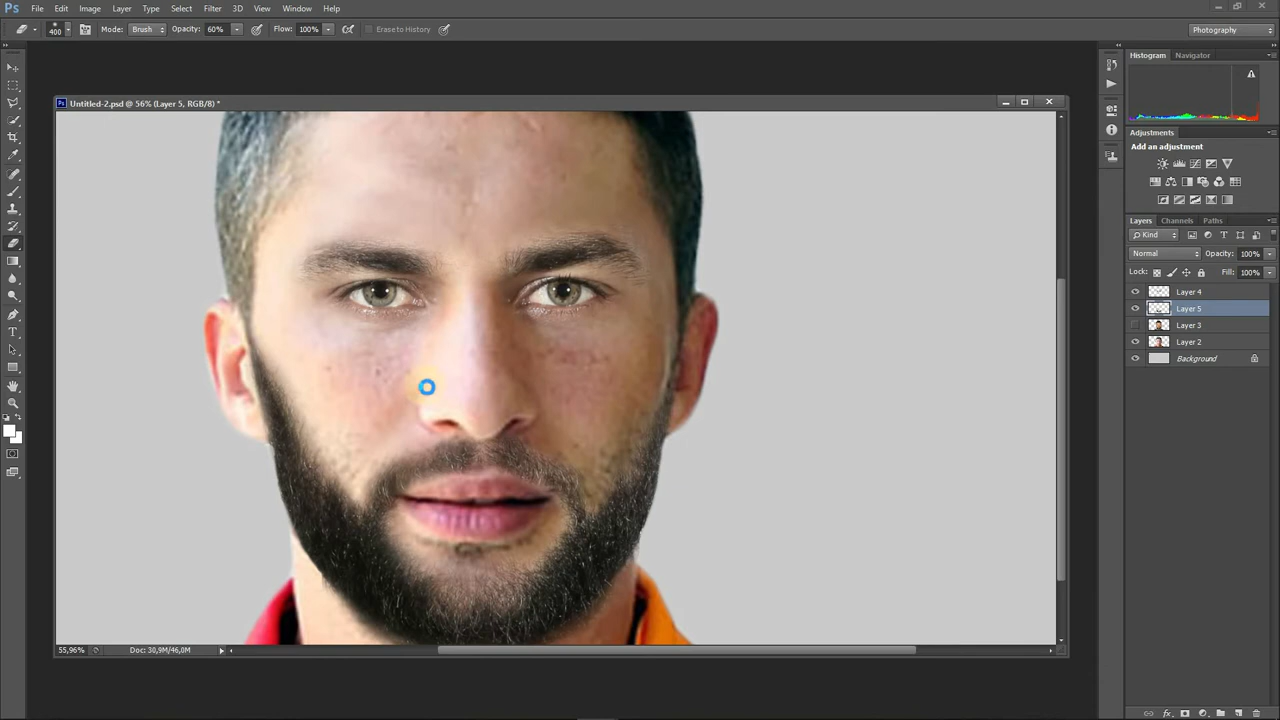 Ps File Edit Image Layer Type Select Filter 3D View Window Help
400 Mode: Brush Opacity: 60% Flow: 100% Erase to History Photography
Histogram Navigator
Ps Untitled-2.psd @ 56% (Layer 5, RGB/8) *
Adjustments
Add an adjustment
Layers Channels Paths
Kind
Normal Opacity: 100%
Lock: Fill: 100%
Layer 4
Layer 5
Layer 3
Layer 2
Background
55,96% Doc: 30,9M/46,0M
fx